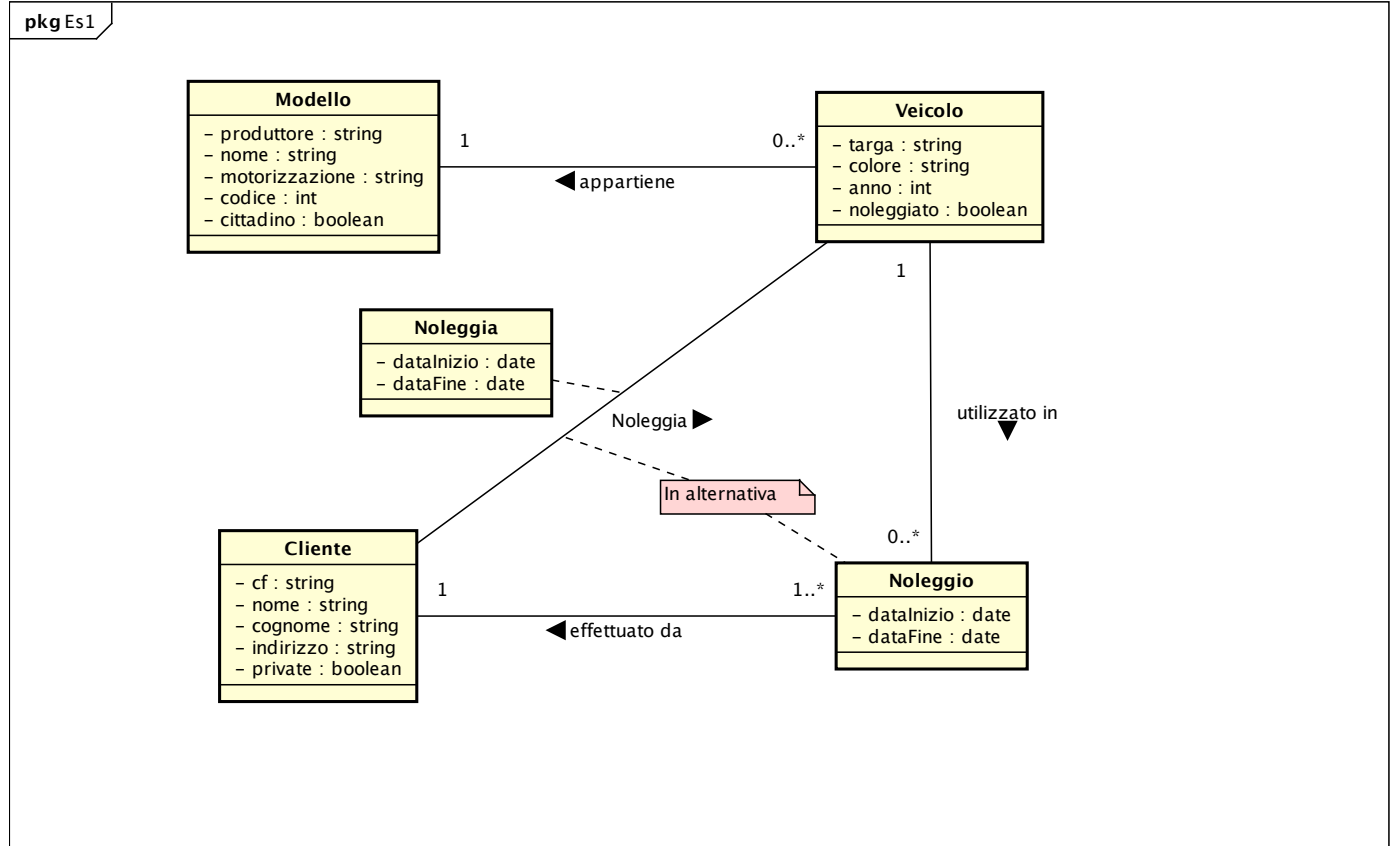 pkg Es1
Modello
– produttore : string
– nome : string
– motorizzazione : string
– codice : int
– cittadino : boolean
1
0..*
appartiene
Veicolo
– targa : string
– colore : string
– anno : int
– noleggiato : boolean
1
Noleggia
– dataInizio : date
– dataFine : date
Noleggia
utilizzato in
In alternativa
0..*
Cliente
– cf : string
– nome : string
– cognome : string
– indirizzo : string
– private : boolean
1
1..*
effettuato da
Noleggio
– dataInizio : date
– dataFine : date